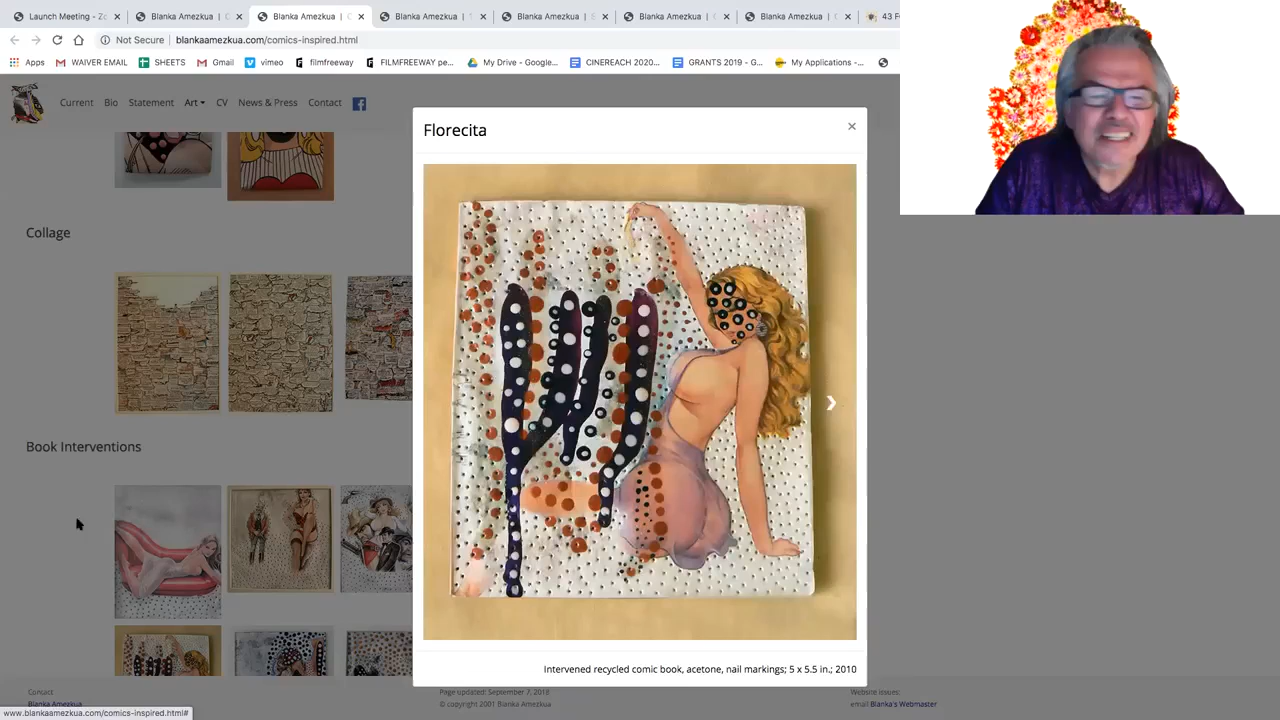 Launch Meeting - Zo
Blanka Amezkua | C
Blanka Amezkua | C
Blanka Amezkua | T
Blanka Amezkua | S
Blanka Amezkua | C
Blanka Amezkua | C
43 F
Not Secure | blankaamezkua.com/comics-inspired.html
Apps WAIVER EMAIL SHEETS Gmail vimeo filmfreeway FILMFREEWAY pe... My Drive - Google... CINEREACH 2020... GRANTS 2019 - G... My Applications -...
Current Bio Statement Art CV News & Press Contact
Florecita
Collage
Book Interventions
Intervened recycled comic book, acetone, nail markings; 5 x 5.5 in.; 2010
Contact
Blanka Amezkua
Page updated: September 7, 2018
© copyright 2001 Blanka Amezkua
Website issues:
email Blanka's Webmaster
www.blankaamezkua.com/comics-inspired.html#